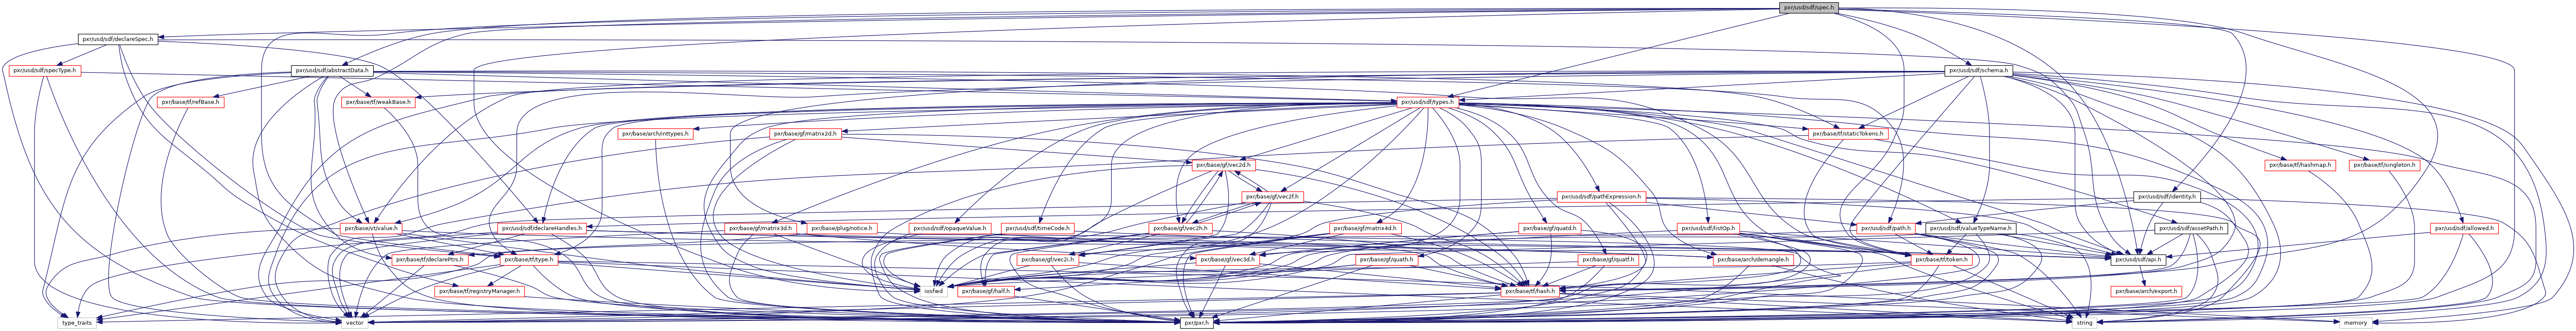 pxr/usd/sdf/spec.h
pxr/usd/sdf/declareSpec.h
pxr/usd/sdf/specType.h
pxr/usd/sdf/abstractData.h
pxr/usd/sdf/schema.h
pxr/base/tf/refBase.h
pxr/base/tf/weakBase.h
pxr/usd/sdf/types.h
pxr/base/arch/inttypes.h
pxr/base/gf/matrix2d.h
pxr/base/tf/staticTokens.h
pxr/base/gf/vec2d.h
pxr/base/tf/hashmap.h
pxr/base/tf/singleton.h
pxr/base/gf/vec2f.h
pxr/usd/sdf/pathExpression.h
pxr/usd/sdf/identity.h
pxr/base/vt/value.h
pxr/usd/sdf/declareHandles.h
pxr/base/gf/matrix3d.h
pxr/base/plug/notice.h
pxr/usd/sdf/opaqueValue.h
pxr/usd/sdf/timeCode.h
pxr/base/gf/vec2h.h
pxr/base/gf/matrix4d.h
pxr/base/gf/quatd.h
pxr/usd/sdf/listOp.h
pxr/usd/sdf/path.h
pxr/usd/sdf/valueTypeName.h
pxr/usd/sdf/assetPath.h
pxr/usd/sdf/allowed.h
pxr/base/tf/declarePtrs.h
pxr/base/tf/type.h
pxr/base/gf/vec2i.h
pxr/base/gf/vec3d.h
pxr/base/gf/quath.h
pxr/base/gf/quatf.h
pxr/base/arch/demangle.h
pxr/base/tf/token.h
pxr/usd/sdf/api.h
pxr/base/tf/registryManager.h
iosfwd
pxr/base/gf/half.h
pxr/base/tf/hash.h
pxr/base/arch/export.h
type_traits
vector
pxr/pxr.h
string
memory